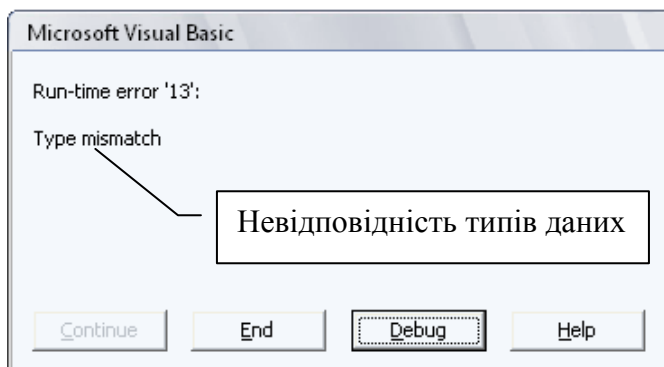 Microsoft Visual Basic
Run-time error '13':
Type mismatch
Невідповідність типів даних
Continue End Debug Help